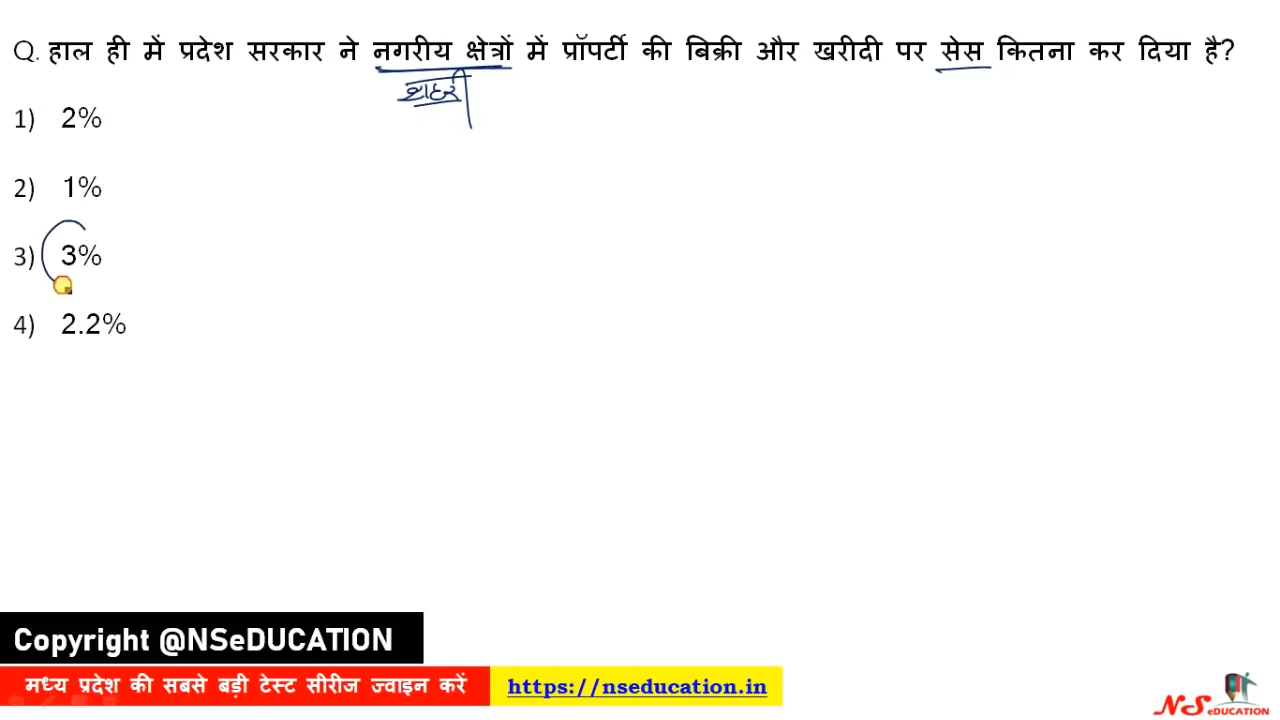 Q. हाल ही में प्रदेश सरकार ने नगरीय क्षेत्रों में प्रॉपर्टी की बिक्री और खरीदी पर सेस कितना कर दिया है?
शहरी
1) 2%
2) 1%
3) 3%
4) 2.2%
Copyright @NSeDUCATION
मध्य प्रदेश की सबसे बड़ी टेस्ट सीरीज ज्वाइन करें https://nseducation.in
NS eDUCATION